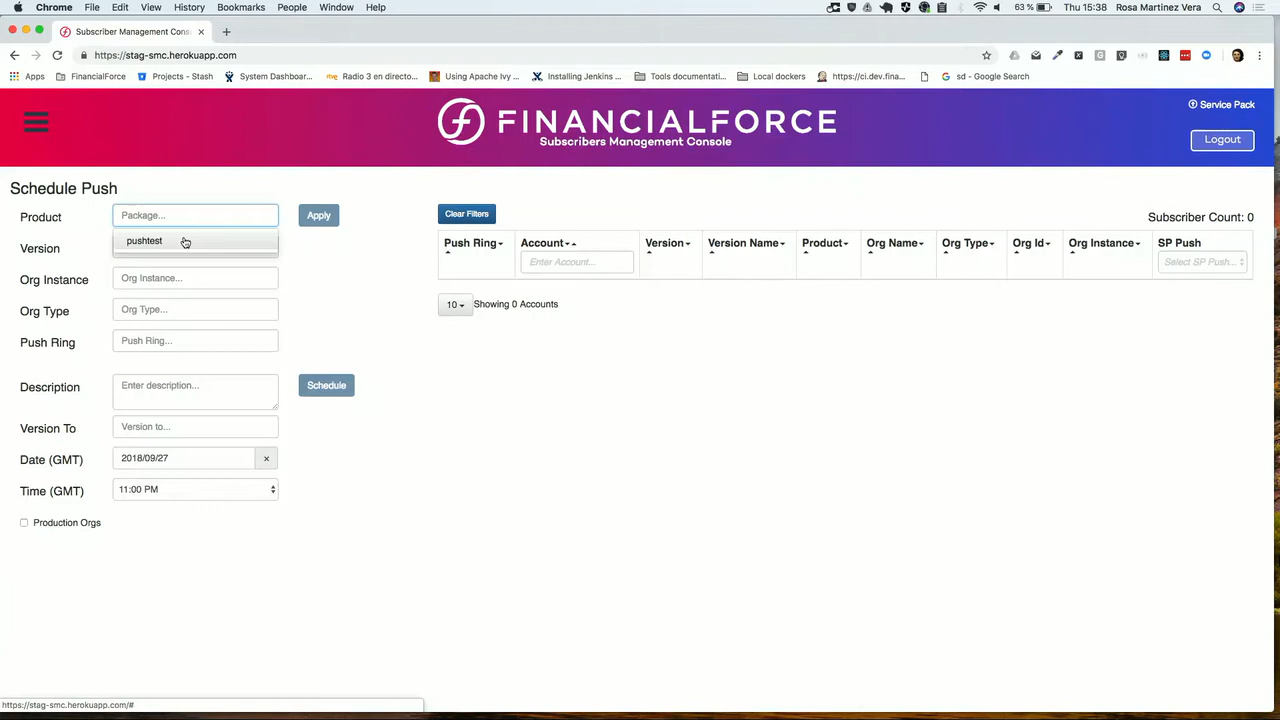 Chrome File Edit View History Bookmarks People Window Help 63 % Thu 15:38 Rosa Martinez Vera
Subscriber Management Cons
https://stag-smc.herokuapp.com
Apps FinancialForce Projects - Stash System Dashboar... Radio 3 en directo... Using Apache Ivy ... Installing Jenkins ... Tools documentati... Local dockers https://ci.dev.fina... sd - Google Search
FINANCIALFORCE
Subscribers Management Console
Service Pack
Logout
Schedule Push
Product Package... Apply
pushtest
Version
Org Instance Org Instance...
Org Type Org Type...
Push Ring Push Ring...
Description Enter description... Schedule
Version To Version to...
Date (GMT) 2018/09/27 ×
Time (GMT) 11:00 PM
Production Orgs
Clear Filters Subscriber Count: 0
Push Ring Account Version Version Name Product Org Name Org Type Org Id Org Instance SP Push
Enter Account... Select SP Push...
10 Showing 0 Accounts
https://stag-smc.herokuapp.com/#